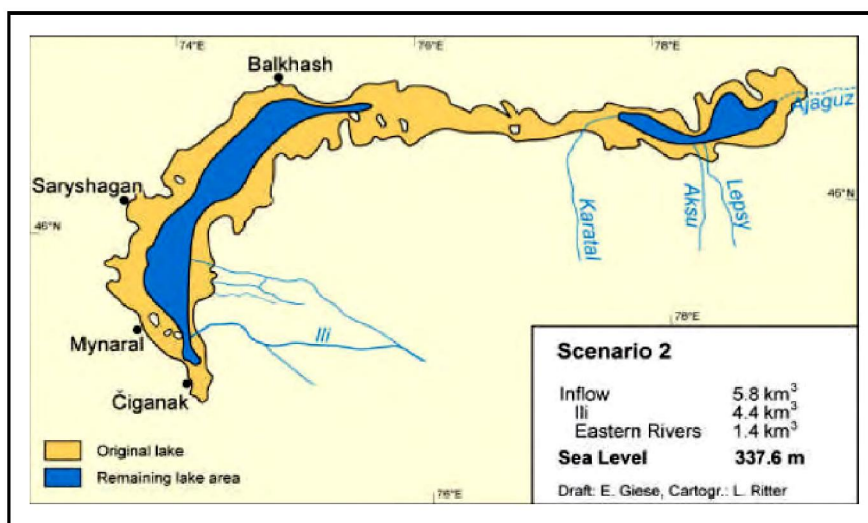 74°E
76°E
78°E
Balkhash
Ajaguz
Saryshagan
46°N
46°N
Karatal
Aksu
Lepsy
78°E
Mynaral
Ili
Čiganak
Scenario 2
Inflow 5.8 km³
Ili 4.4 km³
Eastern Rivers 1.4 km³
Sea Level 337.6 m
Original lake
Remaining lake area
76°E
Draft: E. Giese, Cartogr.: L. Ritter